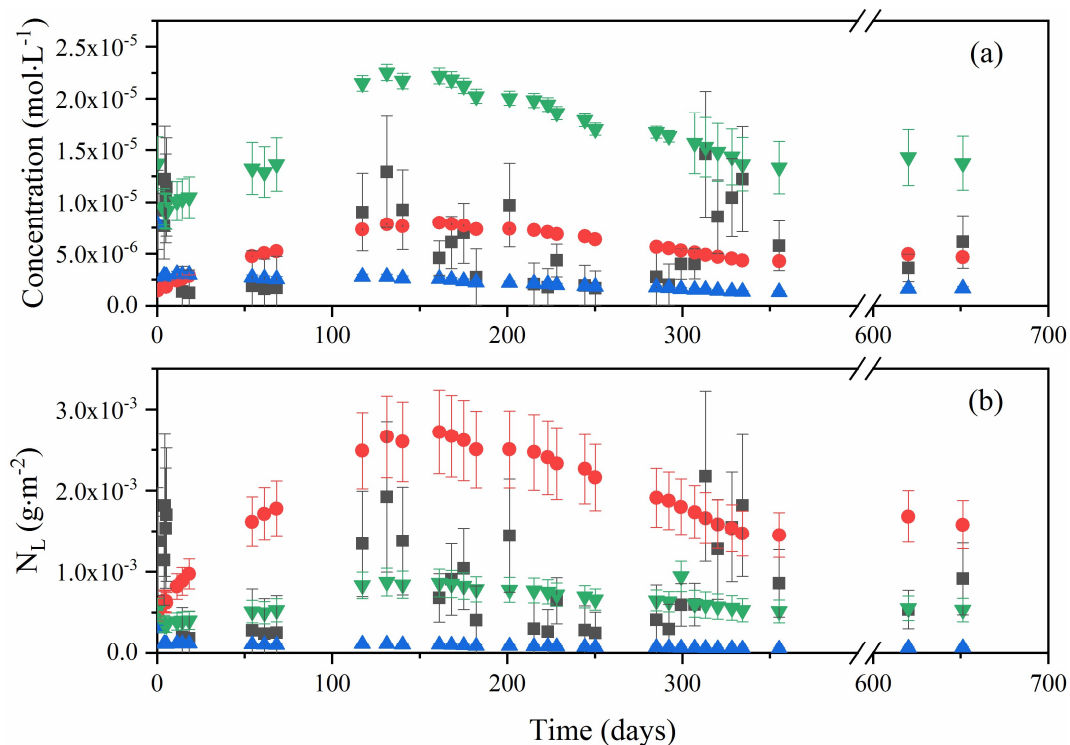 (a)
Concentration (mol·L⁻¹)
2.5x10⁻⁵
2.0x10⁻⁵
1.5x10⁻⁵
1.0x10⁻⁵
5.0x10⁻⁶
0.0
0 100 200 300 600 700
(b)
N_L (g·m⁻²)
3.0x10⁻³
2.0x10⁻³
1.0x10⁻³
0.0
0 100 200 300 600 700
Time (days)